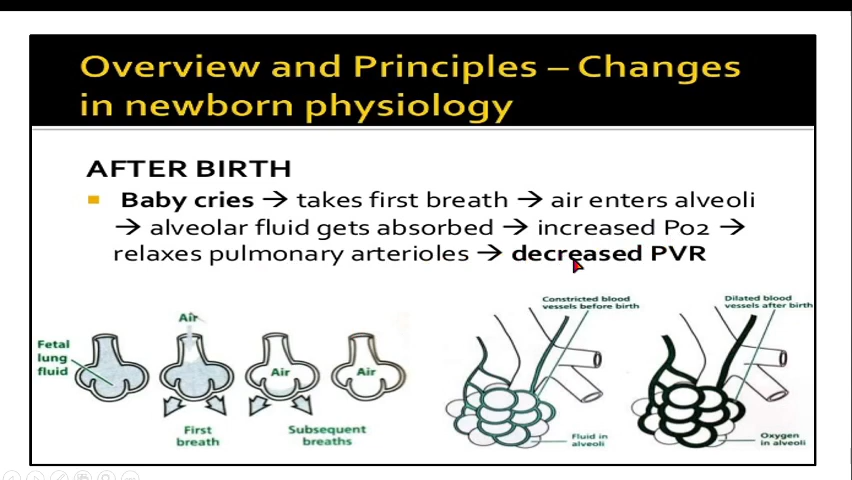 Overview and Principles – Changes
in newborn physiology
AFTER BIRTH
Baby cries → takes first breath → air enters alveoli
→ alveolar fluid gets absorbed → increased Po2 →
relaxes pulmonary arterioles → decreased PVR
Fetal
lung
fluid
Air
Air
Air
First
breath
Subsequent
breaths
Constricted blood
vessels before birth
Dilated blood
vessels after birth
Fluid in
alveoli
Oxygen
in alveoli